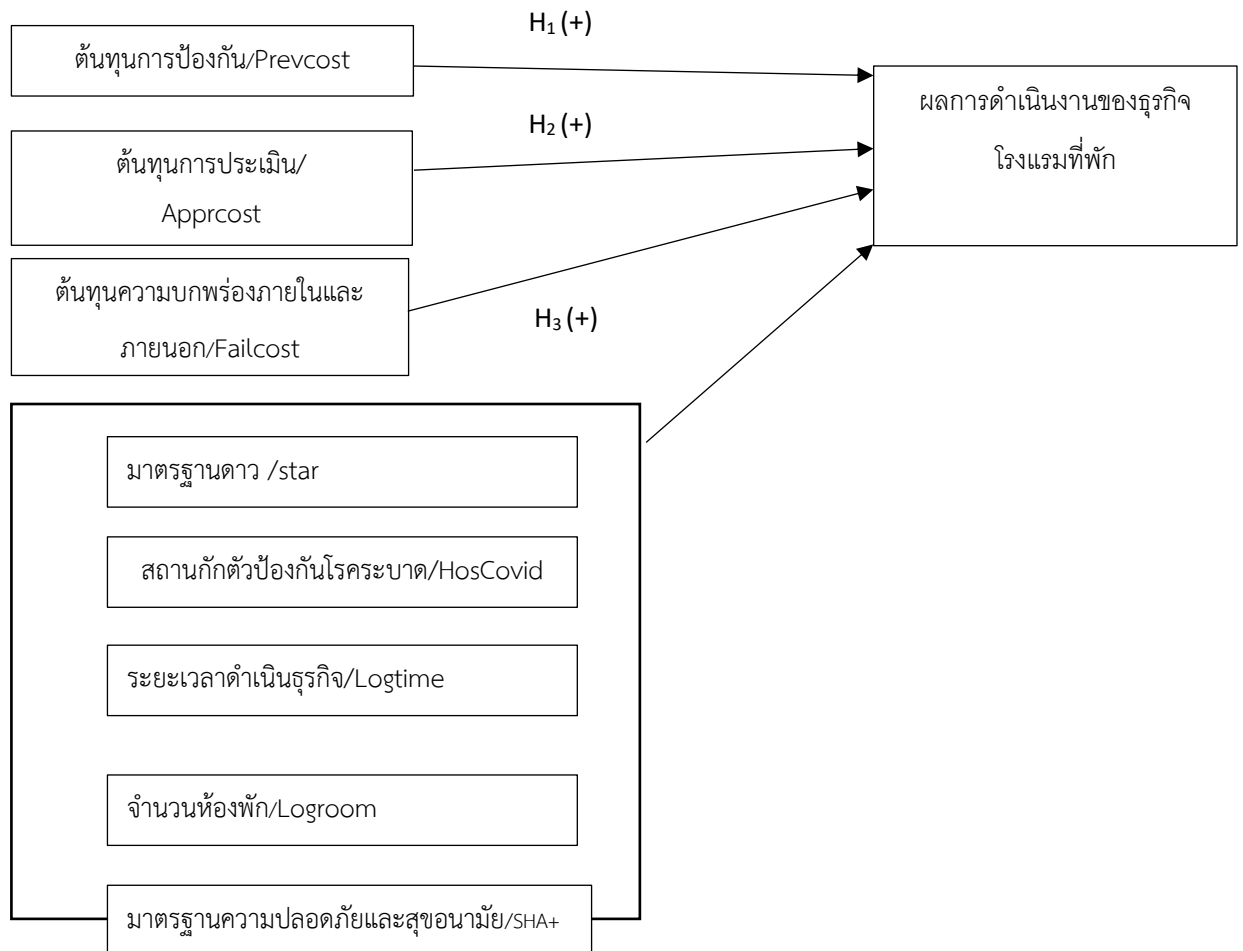 H1 (+)
ต้นทุนการป้องกัน/Prevcost
ผลการดำเนินงานของธุรกิจ
โรงแรมที่พัก
H2 (+)
ต้นทุนการประเมิน/
Apprcost
ต้นทุนความบกพร่องภายในและ
ภายนอก/Failcost
H3 (+)
มาตรฐานดาว /star
สถานกักตัวป้องกันโรคระบาด/HosCovid
ระยะเวลาดำเนินธุรกิจ/Logtime
จำนวนห้องพัก/Logroom
มาตรฐานความปลอดภัยและสุขอนามัย/SHA+